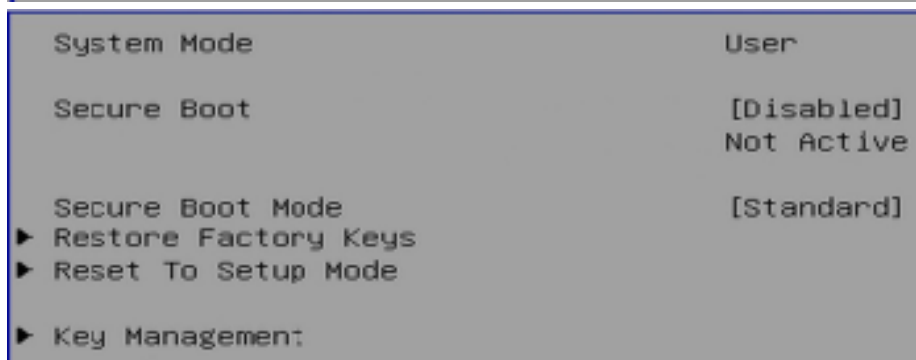 System Mode User
Secure Boot [Disabled]
Not Active
Secure Boot Mode [Standard]
► Restore Factory Keys
► Reset To Setup Mode
► Key Management